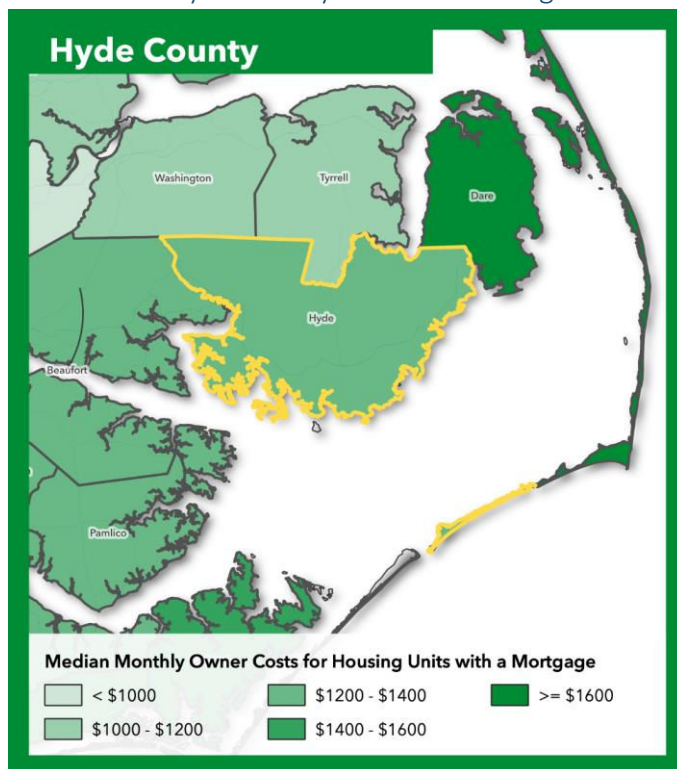 Hyde County
Washington
Tyrrell
Dare
Hyde
Beaufort
Pamlico
Median Monthly Owner Costs for Housing Units with a Mortgage
< $1000
$1200 - $1400
>= $1600
$1000 - $1200
$1400 - $1600